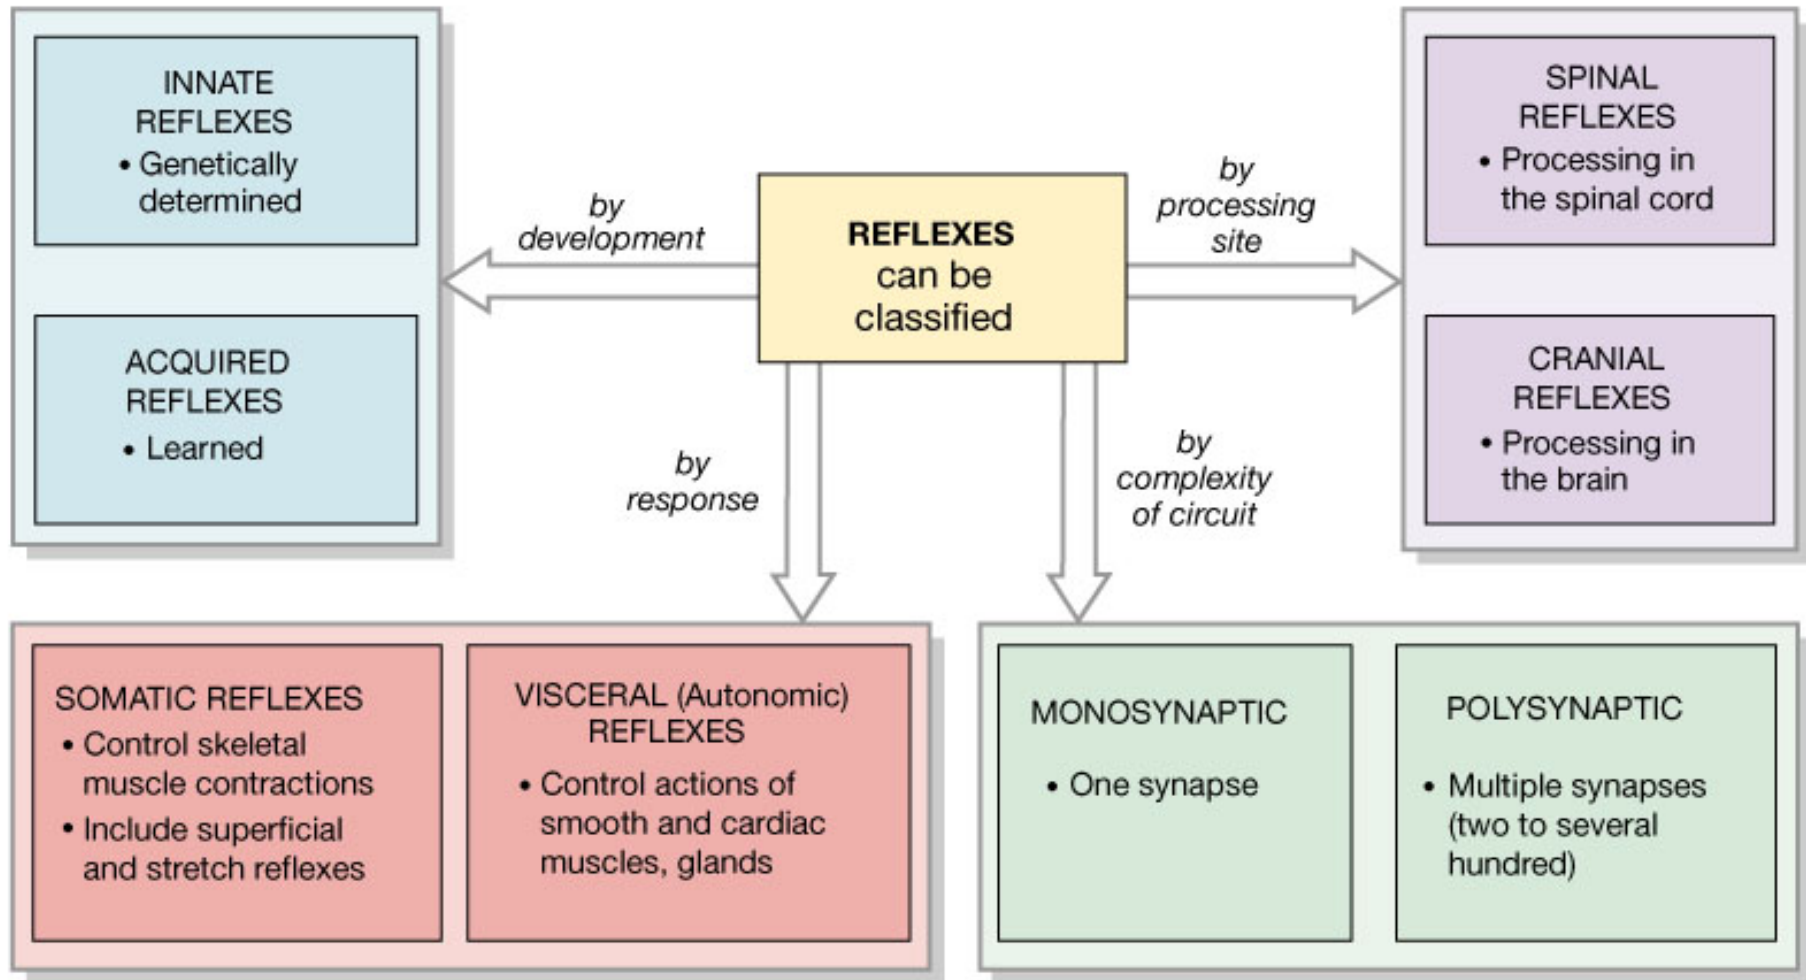 INNATE
REFLEXES
• Genetically
determined
ACQUIRED
REFLEXES
• Learned
by
development
REFLEXES
can be
classified
by
processing
site
SPINAL
REFLEXES
• Processing in
the spinal cord
CRANIAL
REFLEXES
• Processing in
the brain
by
response
by
complexity
of circuit
SOMATIC REFLEXES
• Control skeletal
muscle contractions
• Include superficial
and stretch reflexes
VISCERAL (Autonomic)
REFLEXES
• Control actions of
smooth and cardiac
muscles, glands
MONOSYNAPTIC
• One synapse
POLYSYNAPTIC
• Multiple synapses
(two to several
hundred)